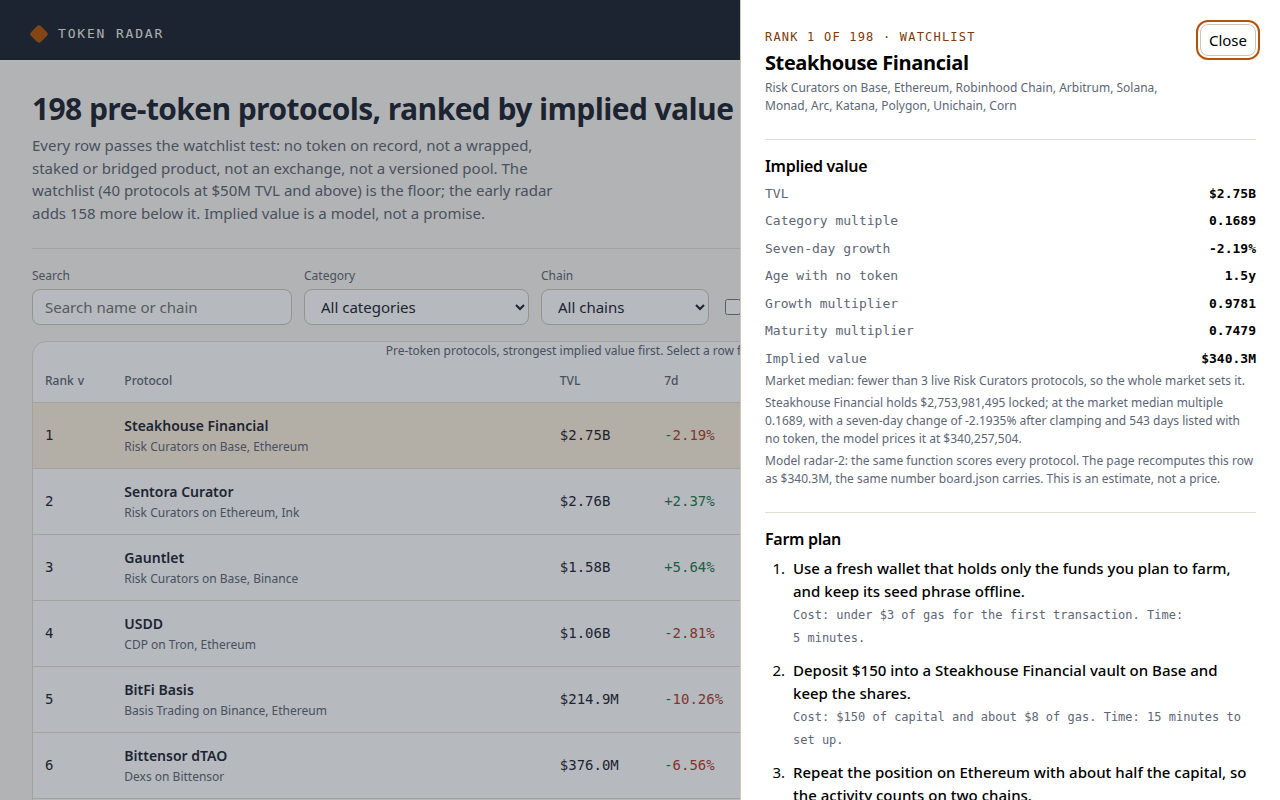 TOKEN RADAR
198 pre-token protocols, ranked by implied value
Every row passes the watchlist test: no token on record, not a wrapped,
staked or bridged product, not an exchange, not a versioned pool. The
watchlist (40 protocols at $50M TVL and above) is the floor; the early radar
adds 158 more below it. Implied value is a model, not a promise.
Search
Category
Chain
Search name or chain
All categories
All chains
Pre-token protocols, strongest implied value first. Select a row f
Rank v
Protocol
TVL
7d
1
Steakhouse Financial
Risk Curators on Base, Ethereum
$2.75B
-2.19%
2
Sentora Curator
Risk Curators on Ethereum, Ink
$2.76B
+2.37%
3
Gauntlet
Risk Curators on Base, Binance
$1.58B
+5.64%
4
USDD
CDP on Tron, Ethereum
$1.06B
-2.81%
5
BitFi Basis
Basis Trading on Binance, Ethereum
$214.9M
-10.26%
6
Bittensor dTAO
Dexs on Bittensor
$376.0M
-6.56%
RANK 1 OF 198 · WATCHLIST
Close
Steakhouse Financial
Risk Curators on Base, Ethereum, Robinhood Chain, Arbitrum, Solana,
Monad, Arc, Katana, Polygon, Unichain, Corn
Implied value
TVL $2.75B
Category multiple 0.1689
Seven-day growth -2.19%
Age with no token 1.5y
Growth multiplier 0.9781
Maturity multiplier 0.7479
Implied value $340.3M
Market median: fewer than 3 live Risk Curators protocols, so the whole market sets it.
Steakhouse Financial holds $2,753,981,495 locked; at the market median multiple
0.1689, with a seven-day change of -2.1935% after clamping and 543 days listed with
no token, the model prices it at $340,257,504.
Model radar-2: the same function scores every protocol. The page recomputes this row
as $340.3M, the same number board.json carries. This is an estimate, not a price.
Farm plan
1. Use a fresh wallet that holds only the funds you plan to farm,
and keep its seed phrase offline.
Cost: under $3 of gas for the first transaction. Time:
5 minutes.
2. Deposit $150 into a Steakhouse Financial vault on Base and
keep the shares.
Cost: $150 of capital and about $8 of gas. Time: 15 minutes to
set up.
3. Repeat the position on Ethereum with about half the capital, so
the activity counts on two chains.